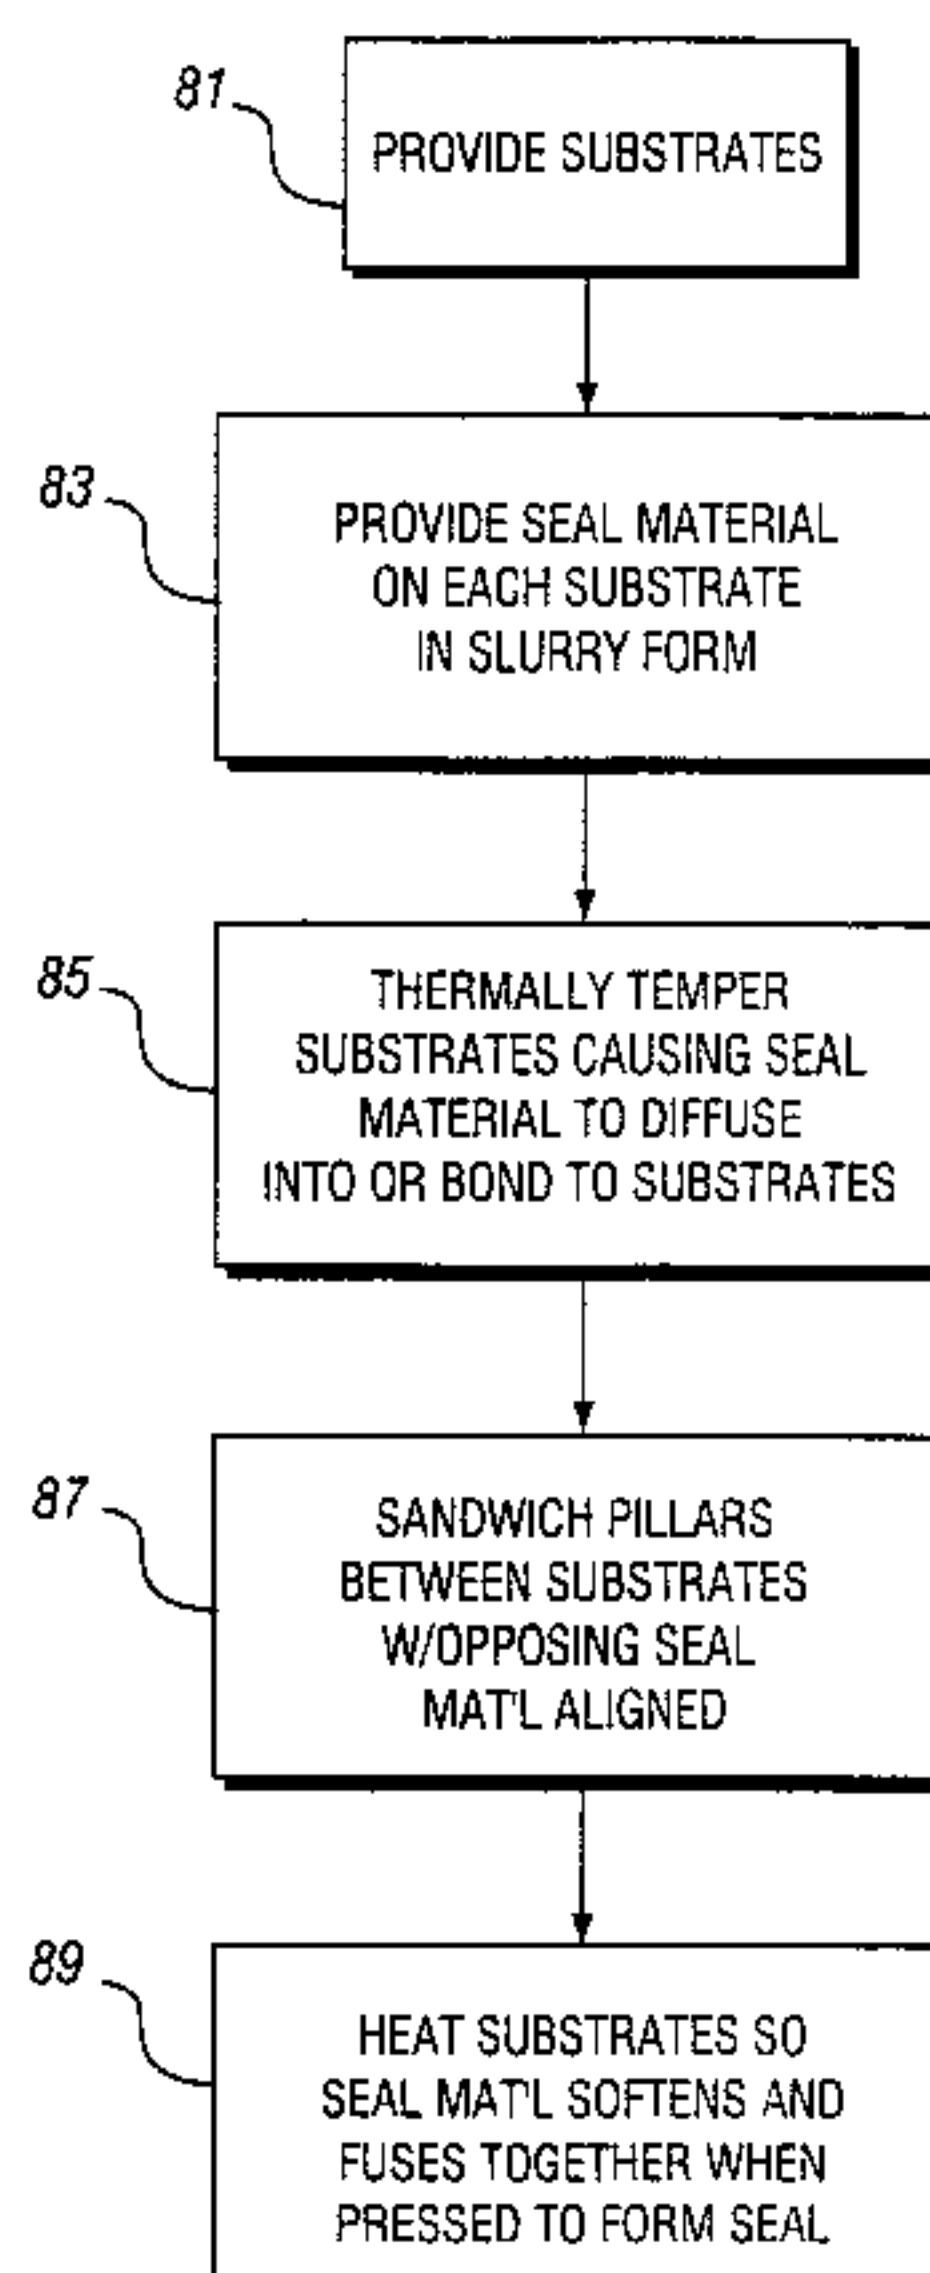 81
PROVIDE SUBSTRATES
83
PROVIDE SEAL MATERIAL
ON EACH SUBSTRATE
IN SLURRY FORM
85
THERMALLY TEMPER
SUBSTRATES CAUSING SEAL
MATERIAL TO DIFFUSE
INTO OR BOND TO SUBSTRATES
87
SANDWICH PILLARS
BETWEEN SUBSTRATES
W/OPPOSING SEAL
MAT'L ALIGNED
89
HEAT SUBSTRATES SO
SEAL MAT'L SOFTENS AND
FUSES TOGETHER WHEN
PRESSED TO FORM SEAL